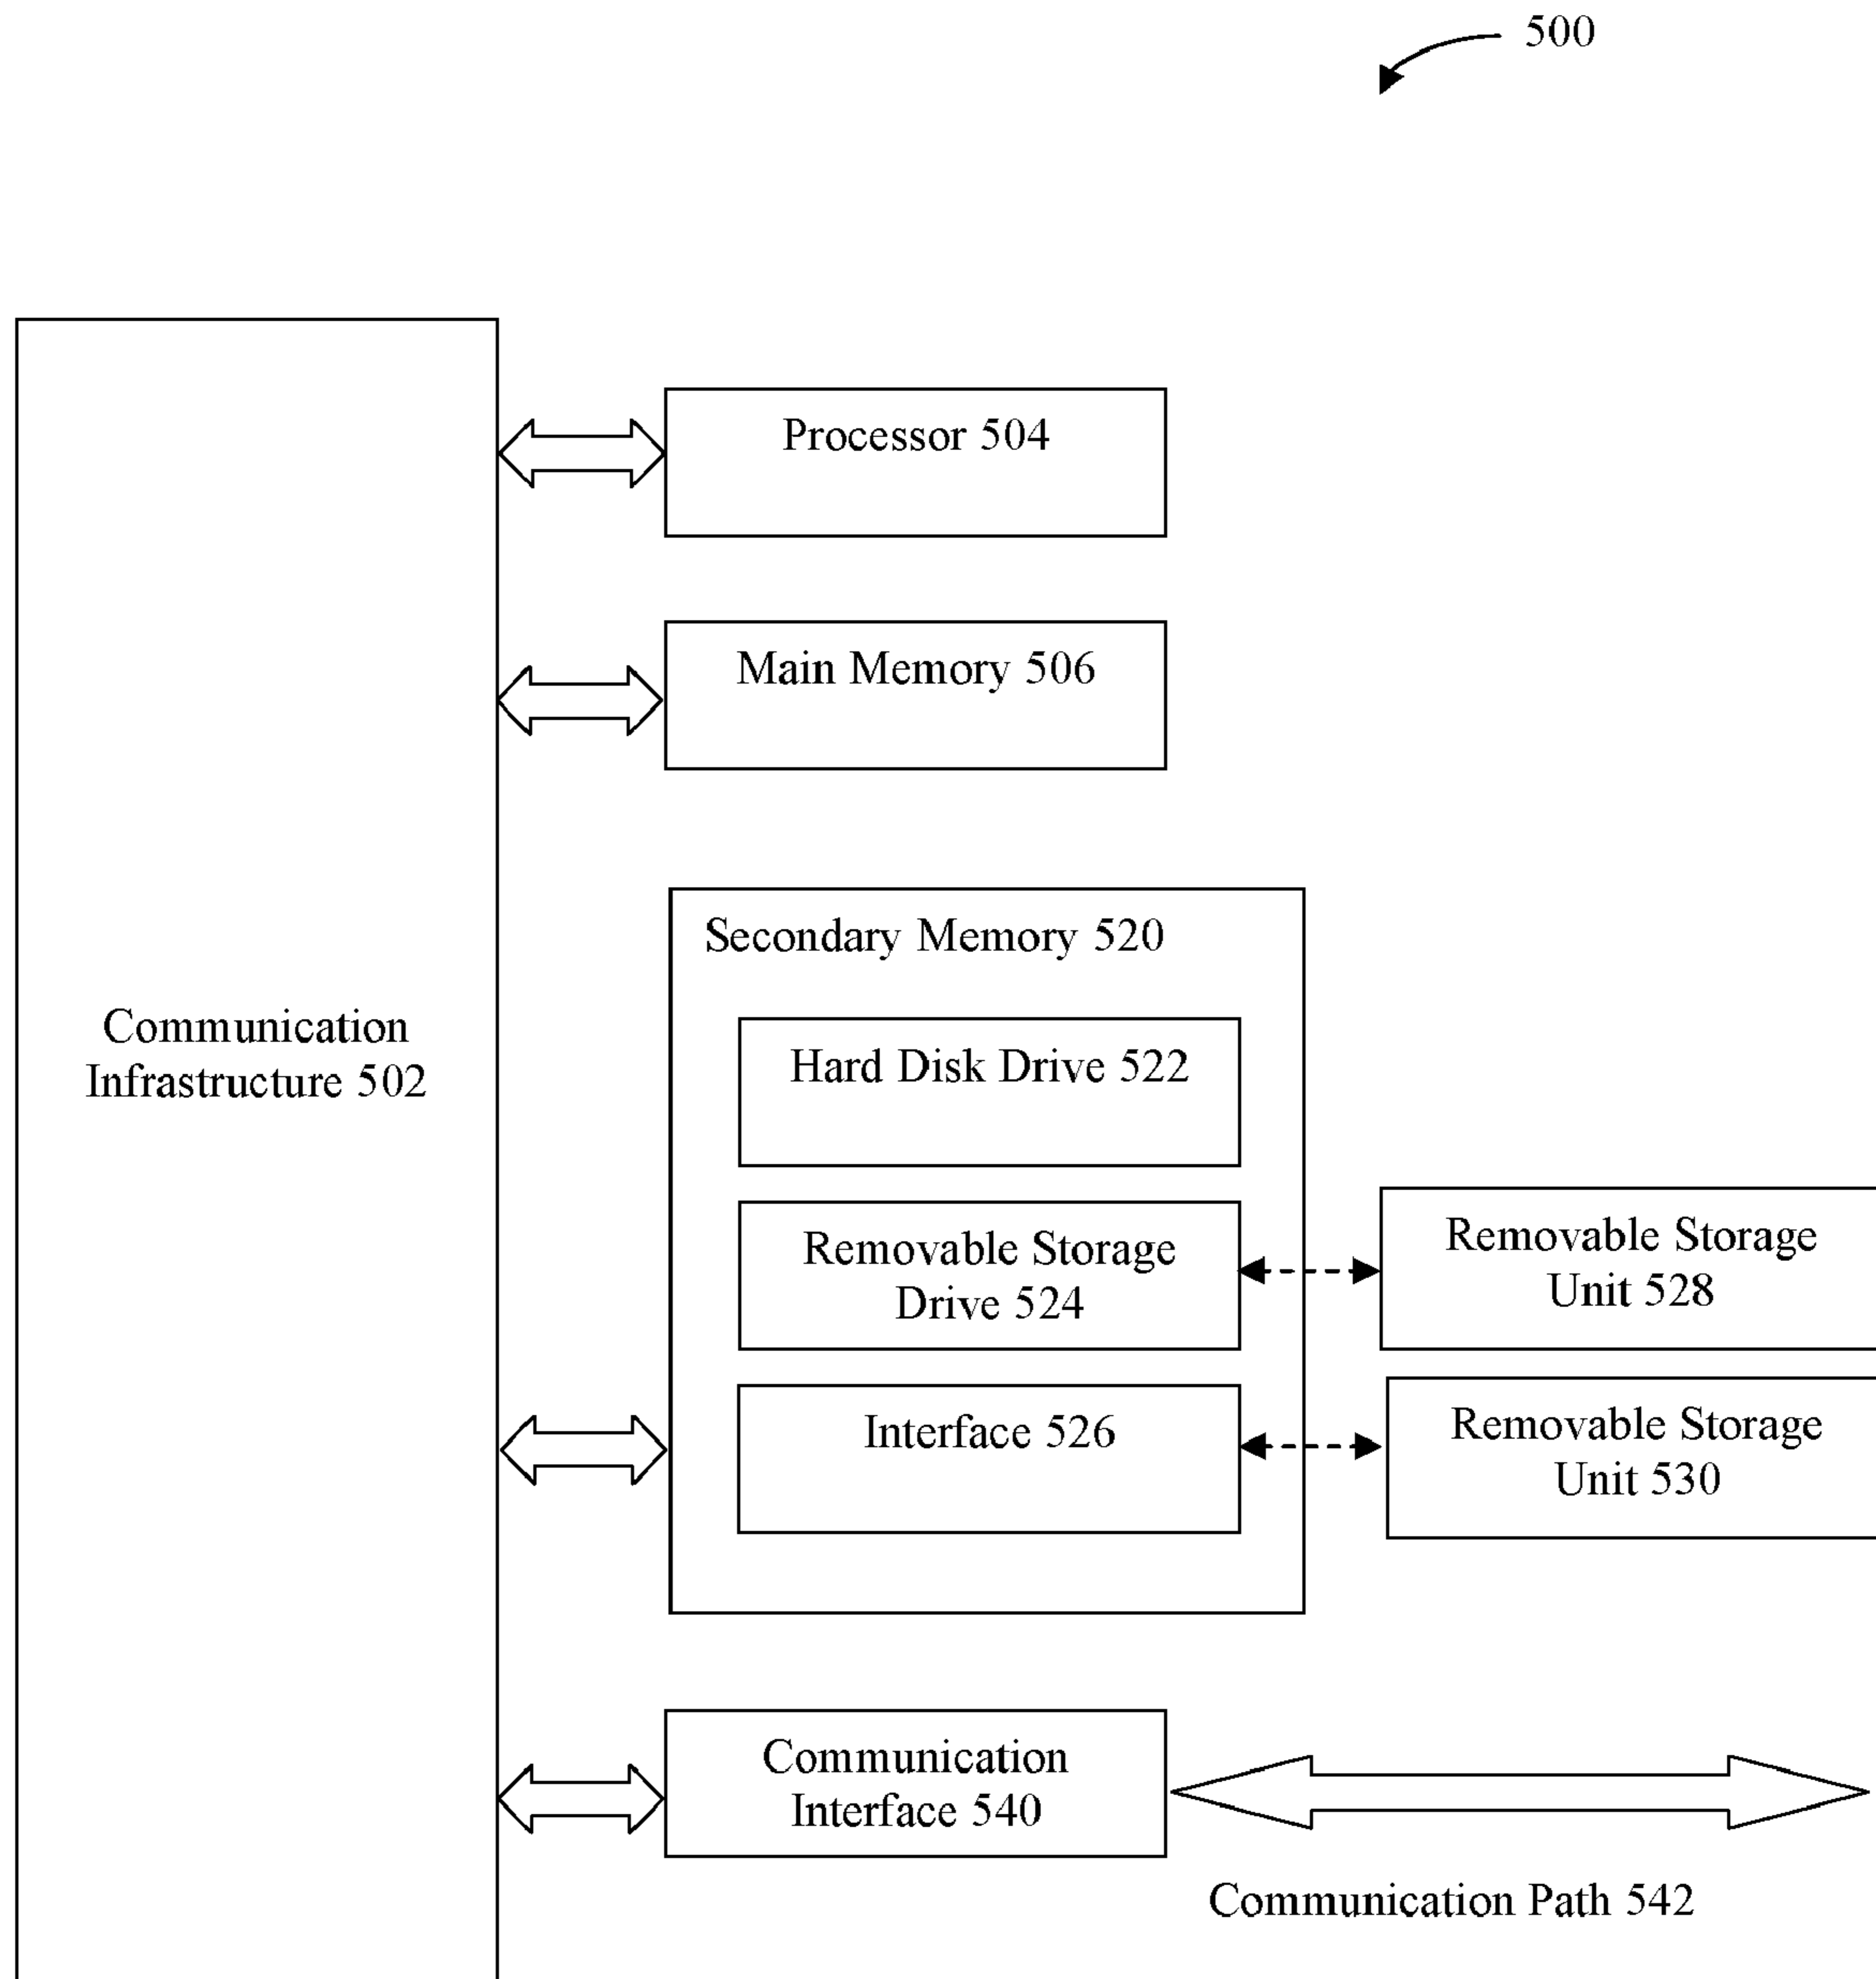 500
Processor 504
Main Memory 506
Secondary Memory 520
Communication
Infrastructure 502
Hard Disk Drive 522
Removable Storage
Drive 524
Removable Storage
Unit 528
Interface 526
Removable Storage
Unit 530
Communication
Interface 540
Communication Path 542